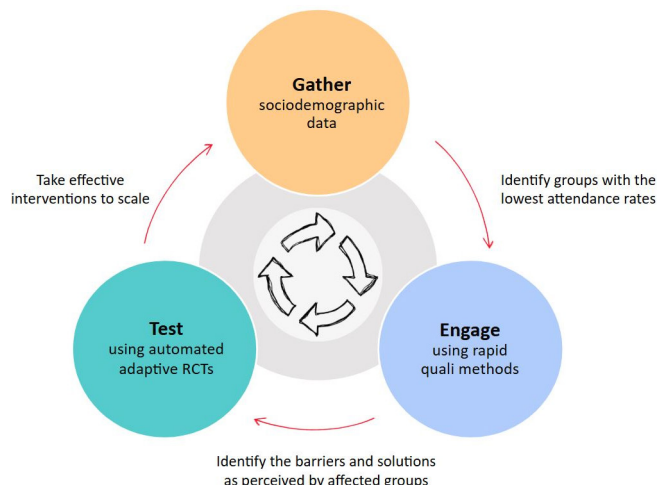 Gather
sociodemographic
data
Take effective
interventions to scale
Identify groups with the
lowest attendance rates
Test
using automated
adaptive RCTs
Engage
using rapid
quali methods
Identify the barriers and solutions
as perceived by affected groups